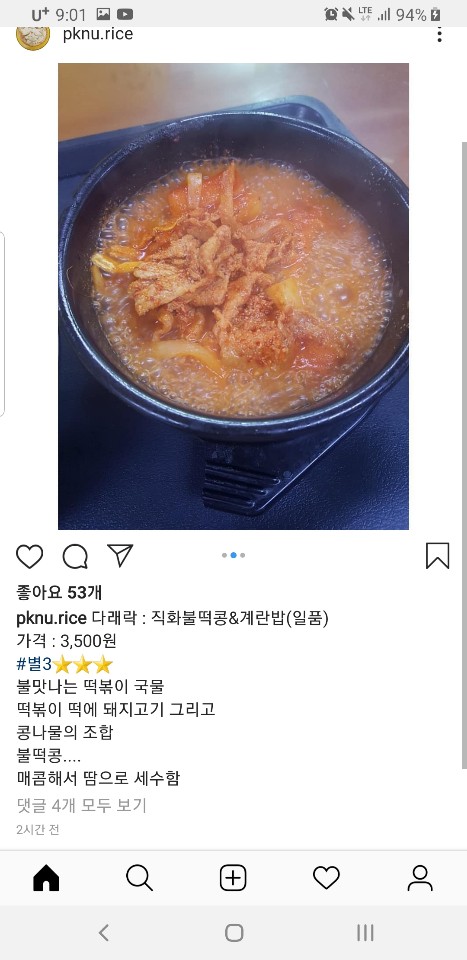 U+ 9:01 LTE 94%
pknu.rice
좋아요 53개
pknu.rice 다래락 : 직화불떡콩&계란밥(일품)
가격 : 3,500원
#별3⭐⭐⭐
불맛나는 떡볶이 국물
떡볶이 떡에 돼지고기 그리고
콩나물의 조합
불떡콩....
매콤해서 땀으로 세수함
댓글 4개 모두 보기
2시간 전